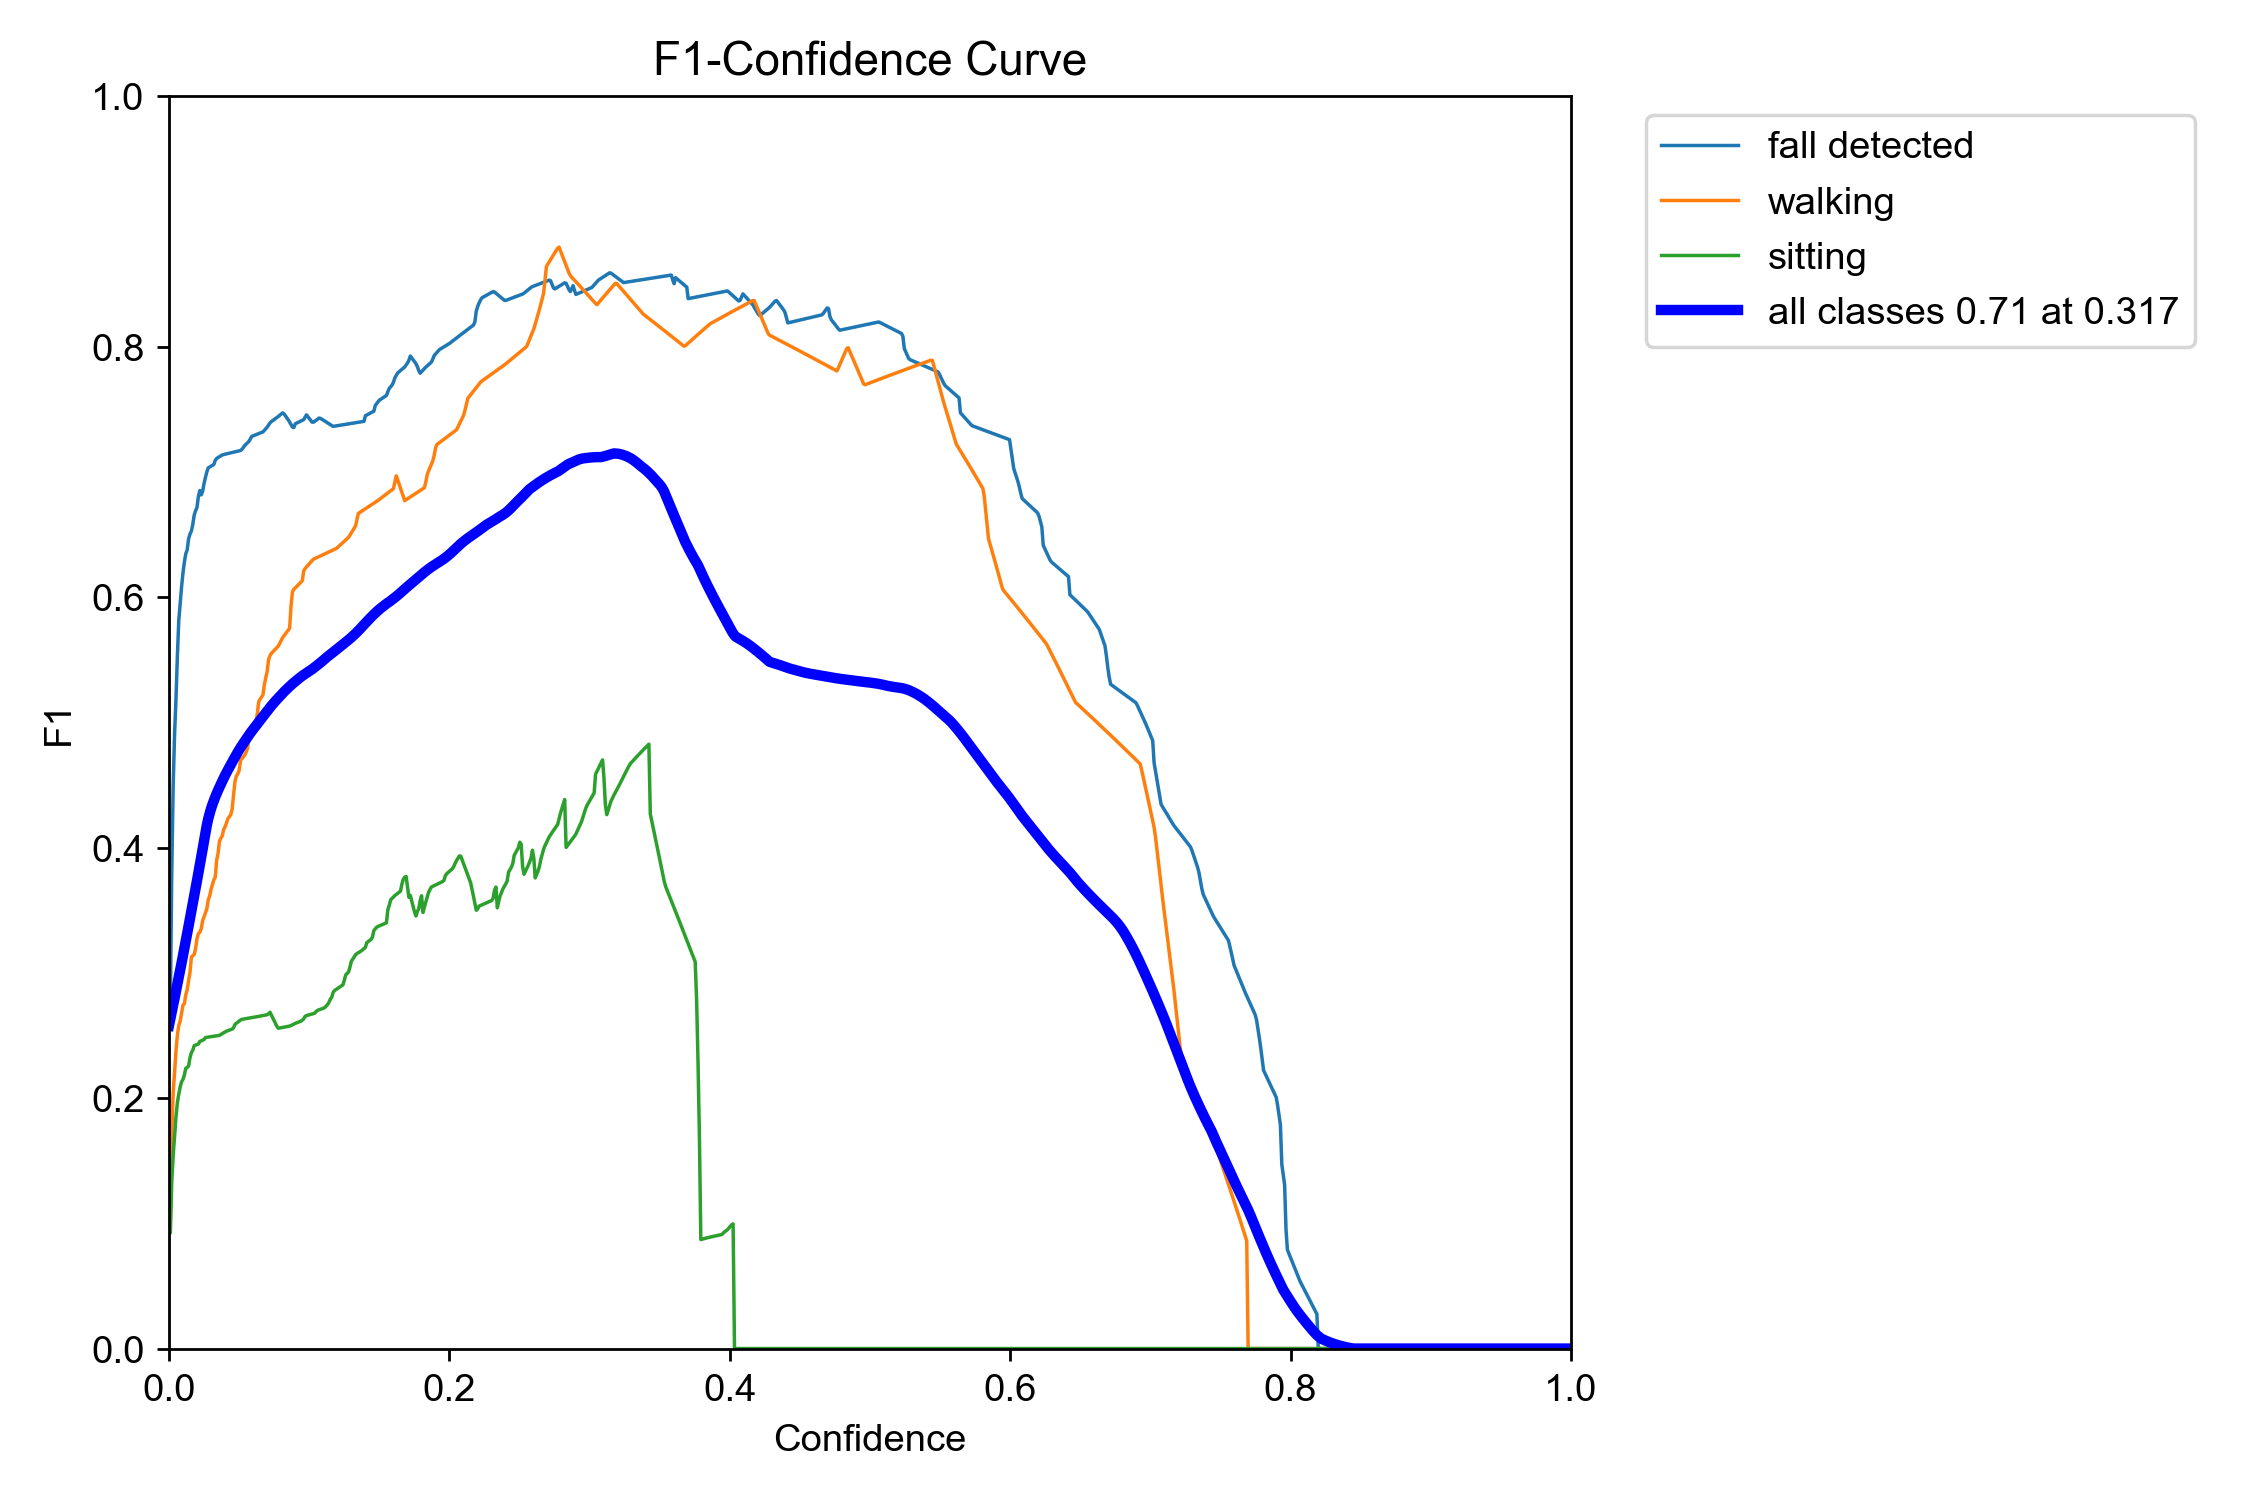 F1-Confidence Curve
1.0
0.8
0.6
0.4
0.2
0.0
F1
0.0 0.2 0.4 0.6 0.8 1.0
Confidence
fall detected
walking
sitting
all classes 0.71 at 0.317